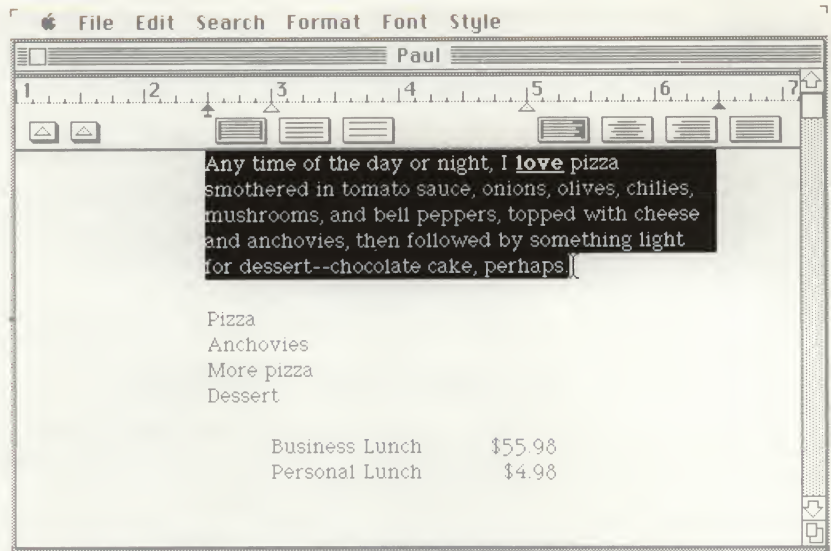 File Edit Search Format Font Style
Paul
1 2 3 4 5 6 7
Any time of the day or night, I love pizza
smothered in tomato sauce, onions, olives, chilies,
mushrooms, and bell peppers, topped with cheese
and anchovies, then followed by something light
for dessert--chocolate cake, perhaps.
Pizza
Anchovies
More pizza
Dessert
Business Lunch $55.98
Personal Lunch $4.98